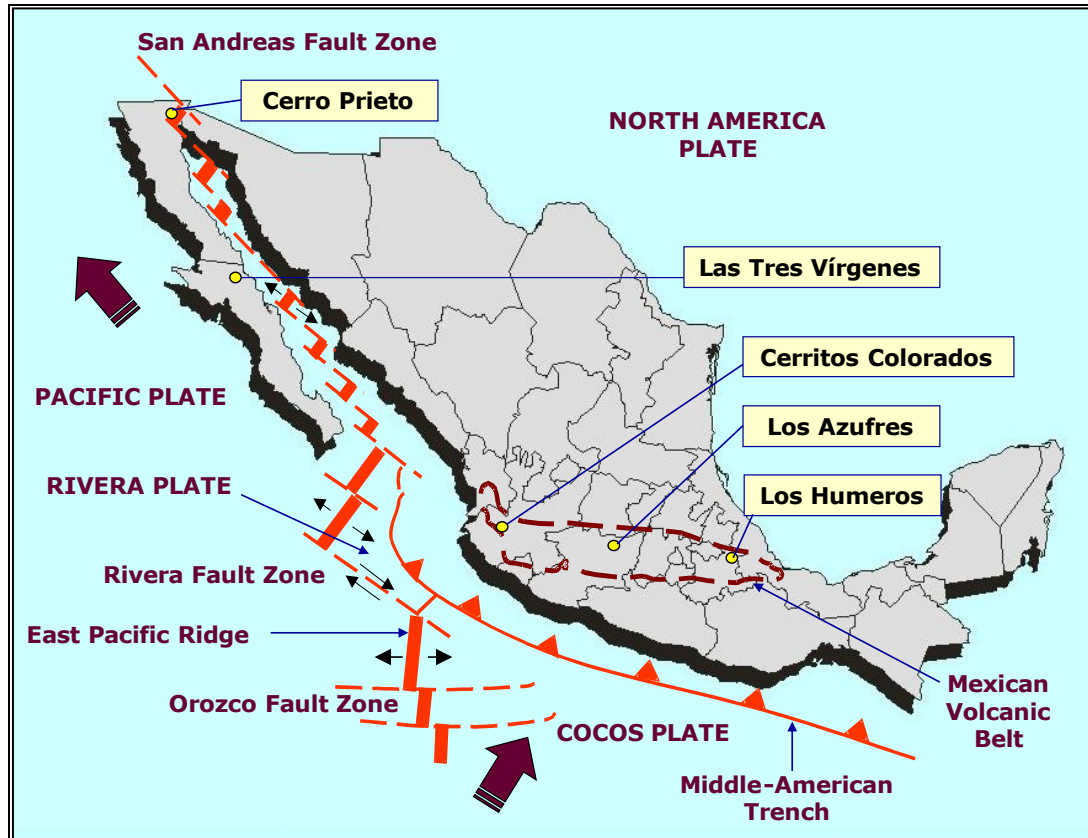 San Andreas Fault Zone
Cerro Prieto
NORTH AMERICA
PLATE
Las Tres Vírgenes
Cerritos Colorados
PACIFIC PLATE
Los Azufres
RIVERA PLATE
Los Humeros
Rivera Fault Zone
East Pacific Ridge
Orozco Fault Zone
COCOS PLATE
Mexican
Volcanic
Belt
Middle-American
Trench